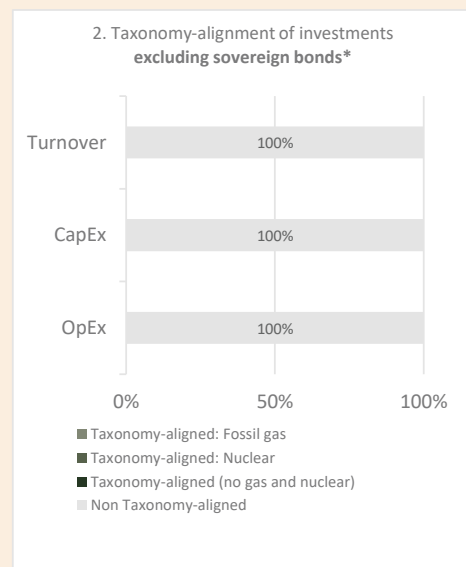 2. Taxonomy-alignment of investments
excluding sovereign bonds*
Turnover
100%
CapEx
100%
OpEx
100%
0%
50%
100%
Taxonomy-aligned: Fossil gas
Taxonomy-aligned: Nuclear
Taxonomy-aligned (no gas and nuclear)
Non Taxonomy-aligned